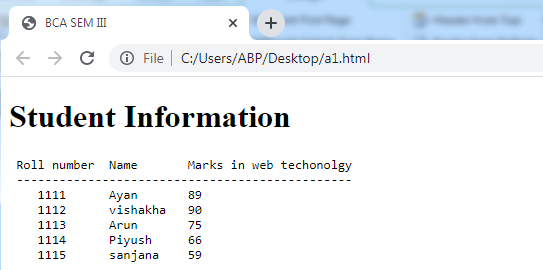 BCA SEM III
File C:/Users/ABP/Desktop/a1.html
Student Information
Roll number Name Marks in web techonolgy
------------------------------------------------
1111 Ayan 89
1112 vishakha 90
1113 Arun 75
1114 Piyush 66
1115 sanjana 59